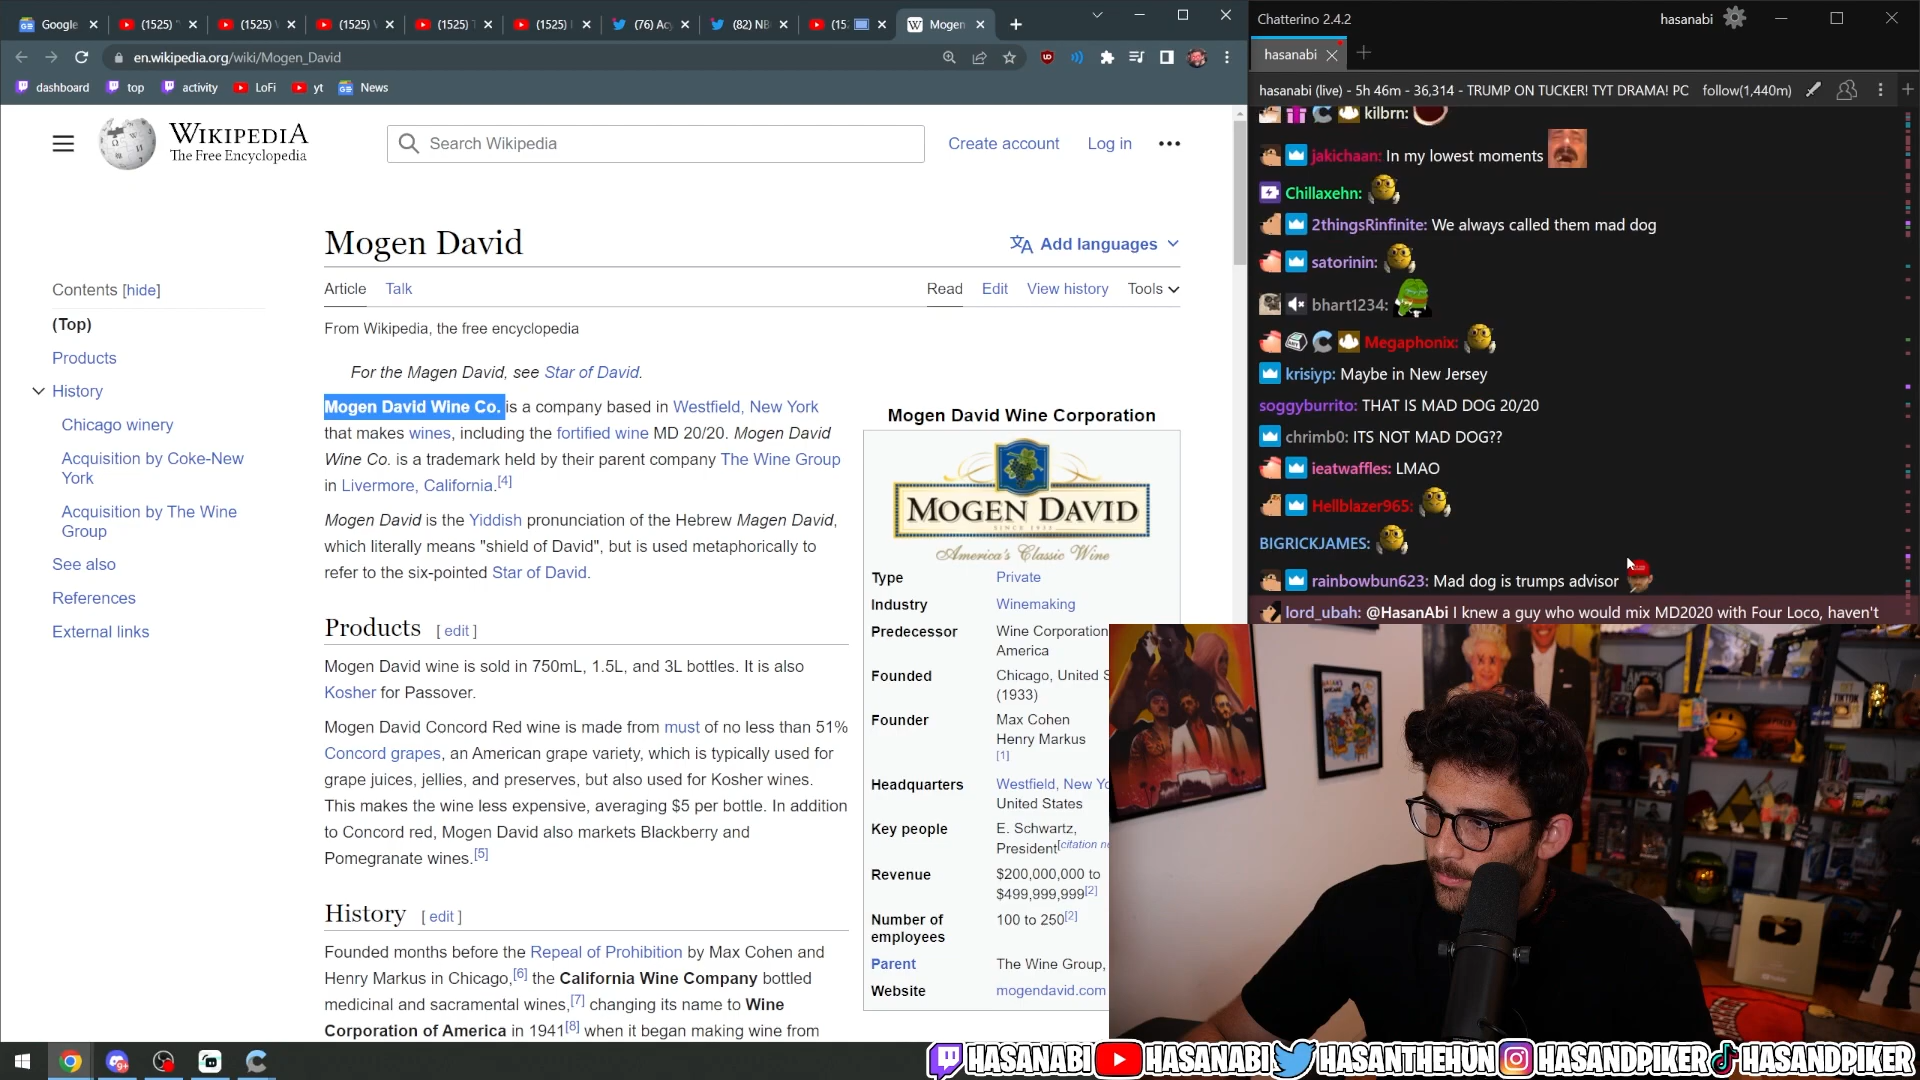 Google
(1525)
(1525)
(1525)
(1525)
(1525)
(76) Ac
(82) NB
Mogen
en.wikipedia.org/wiki/Mogen_David
dashboard
top
activity
LoFi
yt
News
WIKIPEDIA
The Free Encyclopedia
Search Wikipedia
Create account
Log in
Mogen David
Add languages
Contents [hide]
(Top)
Products
History
Chicago winery
Acquisition by Coke-New
York
Acquisition by The Wine
Group
See also
References
External links
Article
Talk
Read
Edit
View history
Tools
From Wikipedia, the free encyclopedia
For the Magen David, see Star of David.
Mogen David Wine Co. is a company based in Westfield, New York
that makes wines, including the fortified wine MD 20/20. Mogen David
Wine Co. is a trademark held by their parent company The Wine Group
in Livermore, California.[4]
Mogen David is the Yiddish pronunciation of the Hebrew Magen David,
which literally means "shield of David", but is used metaphorically to
refer to the six-pointed Star of David.
Products [ edit ]
Mogen David wine is sold in 750mL, 1.5L, and 3L bottles. It is also
Kosher for Passover.
Mogen David Concord Red wine is made from must of no less than 51%
Concord grapes, an American grape variety, which is typically used for
grape juices, jellies, and preserves, but also used for Kosher wines.
This makes the wine less expensive, averaging $5 per bottle. In addition
to Concord red, Mogen David also markets Blackberry and
Pomegranate wines.[5]
History [ edit ]
Founded months before the Repeal of Prohibition by Max Cohen and
Henry Markus in Chicago,[6] the California Wine Company bottled
medicinal and sacramental wines,[7] changing its name to Wine
Corporation of America in 1941[8] when it began making wine from
Mogen David Wine Corporation
MOGEN DAVID
SINCE 1933
America's Classic Wine
Type Private
Industry Winemaking
Predecessor Wine Corporation
America
Founded Chicago, United S
(1933)
Founder Max Cohen
Henry Markus
[1]
Headquarters Westfield, New Yo
United States
Key people E. Schwartz,
President[citation ne
Revenue $200,000,000 to
$499,999,999[2]
Number of 100 to 250[2]
employees
Parent The Wine Group,
Website mogendavid.com
Chatterino 2.4.2
hasanabi
hasanabi
hasanabi (live) - 5h 46m - 36,314 - TRUMP ON TUCKER! TYT DRAMA! PC
follow(1,440m)
kilbrn:
jakichaan: In my lowest moments
Chillaxehn:
2thingsRinfinite: We always called them mad dog
satorinin:
bhart1234:
Megaphonix:
krisiyp: Maybe in New Jersey
soggyburrito: THAT IS MAD DOG 20/20
chrimb0: ITS NOT MAD DOG??
ieatwaffles: LMAO
Hellblazer965:
BIGRICKJAMES:
rainbowbun623: Mad dog is trumps advisor
lord_ubah: @HasanAbi I knew a guy who would mix MD2020 with Four Loco, haven't
HASANABI
HASANABI
HASANTHEHUN
HASANDPIKER
HASANDPIKER